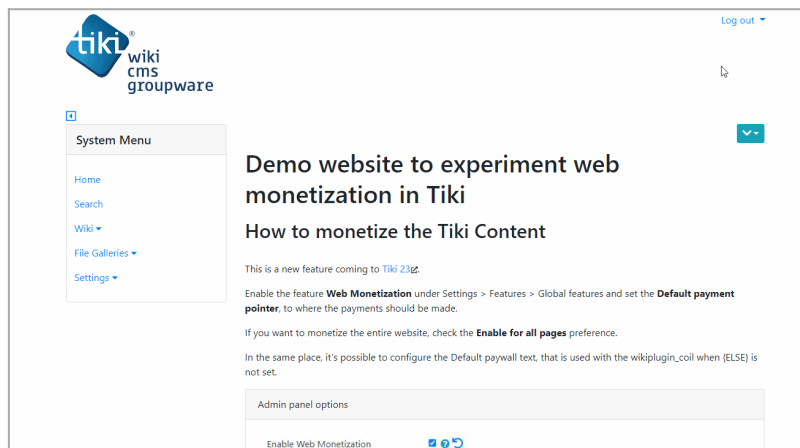 Log out
tiki®
wiki
cms
groupware
System Menu
Home
Search
Wiki
File Galleries
Settings
Demo website to experiment web
monetization in Tiki
How to monetize the Tiki Content
This is a new feature coming to Tiki 23.
Enable the feature Web Monetization under Settings > Features > Global features and set the Default payment
pointer, to where the payments should be made.
If you want to monetize the entire website, check the Enable for all pages preference.
In the same place, it's possible to configure the Default paywall text, that is used with the wikiplugin_coil when {ELSE} is
not set.
Admin panel options
Enable Web Monetization